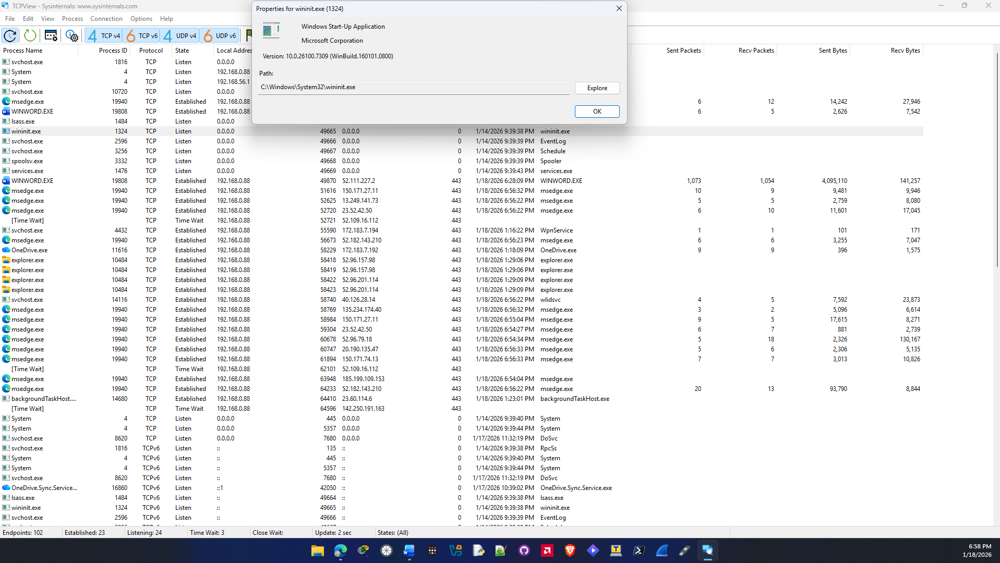 TCPView - Sysinternals: www.sysinternals.com
File Edit View Process Connection Options Help
4 TCP v4 6 TCP v6 4 UDP v4 6 UDP v6
Properties for wininit.exe (1324)
Windows Start-Up Application
Microsoft Corporation
Version: 10.0.26100.7309 (WinBuild.160101.0800)
Path:
C:\Windows\System32\wininit.exe
Explore
OK
Process Name Process ID Protocol State Local Addres Sent Packets Recv Packets Sent Bytes Recv Bytes
svchost.exe 1816 TCP Listen 0.0.0.0
System 4 TCP Listen 192.168.0.88
System 4 TCP Listen 192.168.56.1
svchost.exe 10720 TCP Listen 0.0.0.0
msedge.exe 19940 TCP Established 192.168.0.88 6 12 14,242 27,946
WINWORD.EXE 19808 TCP Established 192.168.0.88 6 5 2,626 7,542
lsass.exe 1484 TCP Listen 0.0.0.0
wininit.exe 1324 TCP Listen 0.0.0.0 49665 0.0.0.0 0 1/14/2026 9:39:38 PM wininit.exe
svchost.exe 2596 TCP Listen 0.0.0.0 49666 0.0.0.0 0 1/14/2026 9:39:39 PM EventLog
svchost.exe 3256 TCP Listen 0.0.0.0 49667 0.0.0.0 0 1/14/2026 9:39:39 PM Schedule
spoolsv.exe 3332 TCP Listen 0.0.0.0 49668 0.0.0.0 0 1/14/2026 9:39:39 PM Spooler
services.exe 1476 TCP Listen 0.0.0.0 49669 0.0.0.0 0 1/14/2026 9:39:43 PM services.exe
WINWORD.EXE 19808 TCP Established 192.168.0.88 49870 52.111.227.2 443 1/18/2026 6:28:09 PM WINWORD.EXE 1,073 1,054 4,095,110 141,257
msedge.exe 19940 TCP Established 192.168.0.88 51616 150.171.27.11 443 1/18/2026 6:56:32 PM msedge.exe 10 9 9,481 9,946
msedge.exe 19940 TCP Established 192.168.0.88 52625 13.249.141.73 443 1/18/2026 6:56:22 PM msedge.exe 5 5 2,759 8,080
msedge.exe 19940 TCP Established 192.168.0.88 52720 23.52.42.50 443 1/18/2026 6:56:22 PM msedge.exe 6 10 11,601 17,045
[Time Wait] TCP Time Wait 192.168.0.88 52721 52.109.16.112 443
svchost.exe 4432 TCP Established 192.168.0.88 55590 172.183.7.194 443 1/18/2026 1:16:22 PM WpnService 1 1 101 171
msedge.exe 19940 TCP Established 192.168.0.88 56673 52.182.143.210 443 1/18/2026 6:56:23 PM msedge.exe 6 6 3,255 7,047
OneDrive.exe 11616 TCP Established 192.168.0.88 58229 172.183.7.192 443 1/18/2026 1:18:09 PM OneDrive.exe 9 9 396 1,575
explorer.exe 10484 TCP Established 192.168.0.88 58418 52.96.157.98 443 1/18/2026 1:29:06 PM explorer.exe
explorer.exe 10484 TCP Established 192.168.0.88 58419 52.96.157.98 443 1/18/2026 1:29:06 PM explorer.exe
explorer.exe 10484 TCP Established 192.168.0.88 58422 52.96.201.114 443 1/18/2026 1:29:09 PM explorer.exe
explorer.exe 10484 TCP Established 192.168.0.88 58423 52.96.201.114 443 1/18/2026 1:29:09 PM explorer.exe
svchost.exe 14116 TCP Established 192.168.0.88 58740 40.126.28.14 443 1/18/2026 6:56:22 PM wlidsvc 4 5 7,592 23,873
msedge.exe 19940 TCP Established 192.168.0.88 58769 135.234.174.40 443 1/18/2026 6:56:32 PM msedge.exe 3 2 5,096 6,614
msedge.exe 19940 TCP Established 192.168.0.88 58984 150.171.27.11 443 1/18/2026 6:55:04 PM msedge.exe 9 5 17,615 8,271
msedge.exe 19940 TCP Established 192.168.0.88 59304 23.52.42.50 443 1/18/2026 6:54:27 PM msedge.exe 6 7 881 2,739
msedge.exe 19940 TCP Established 192.168.0.88 60678 52.96.79.18 443 1/18/2026 6:54:34 PM msedge.exe 5 18 2,326 130,167
msedge.exe 19940 TCP Established 192.168.0.88 60747 20.190.135.47 443 1/18/2026 6:56:33 PM msedge.exe 5 6 2,306 5,135
msedge.exe 19940 TCP Established 192.168.0.88 61894 150.171.74.13 443 1/18/2026 6:56:33 PM msedge.exe 7 7 3,013 10,826
[Time Wait] TCP Time Wait 192.168.0.88 62101 52.109.16.112 443
msedge.exe 19940 TCP Established 192.168.0.88 63948 185.199.109.153 443 1/18/2026 6:54:04 PM msedge.exe
msedge.exe 19940 TCP Established 192.168.0.88 64233 52.182.143.210 443 1/18/2026 6:56:22 PM msedge.exe 20 13 93,790 8,844
backgroundTaskHost.... 14680 TCP Established 192.168.0.88 64410 23.60.114.6 443 1/18/2026 1:23:01 PM backgroundTaskHost.exe
[Time Wait] TCP Time Wait 192.168.0.88 64596 142.250.191.163 443
System 4 TCP Listen 0.0.0.0 445 0.0.0.0 0 1/14/2026 9:39:40 PM System
System 4 TCP Listen 0.0.0.0 5357 0.0.0.0 0 1/14/2026 9:39:44 PM System
svchost.exe 8620 TCP Listen 0.0.0.0 7680 0.0.0.0 0 1/17/2026 11:32:19 PM DoSvc
svchost.exe 1816 TCPv6 Listen :: 135 :: 0 1/14/2026 9:39:38 PM RpcSs
System 4 TCPv6 Listen :: 445 :: 0 1/14/2026 9:39:40 PM System
System 4 TCPv6 Listen :: 5357 :: 0 1/14/2026 9:39:44 PM System
svchost.exe 8620 TCPv6 Listen :: 7680 :: 0 1/17/2026 11:32:19 PM DoSvc
OneDrive.Sync.Service... 16860 TCPv6 Listen ::1 42050 :: 0 1/17/2026 10:39:02 PM OneDrive.Sync.Service.exe
lsass.exe 1484 TCPv6 Listen :: 49664 :: 0 1/14/2026 9:39:38 PM lsass.exe
wininit.exe 1324 TCPv6 Listen :: 49665 :: 0 1/14/2026 9:39:38 PM wininit.exe
svchost.exe 2596 TCPv6 Listen :: 49666 :: 0 1/14/2026 9:39:39 PM EventLog
Endpoints: 102 Established: 23 Listening: 24 Time Wait: 3 Close Wait: Update: 2 sec States: (All)
6:58 PM
1/18/2026